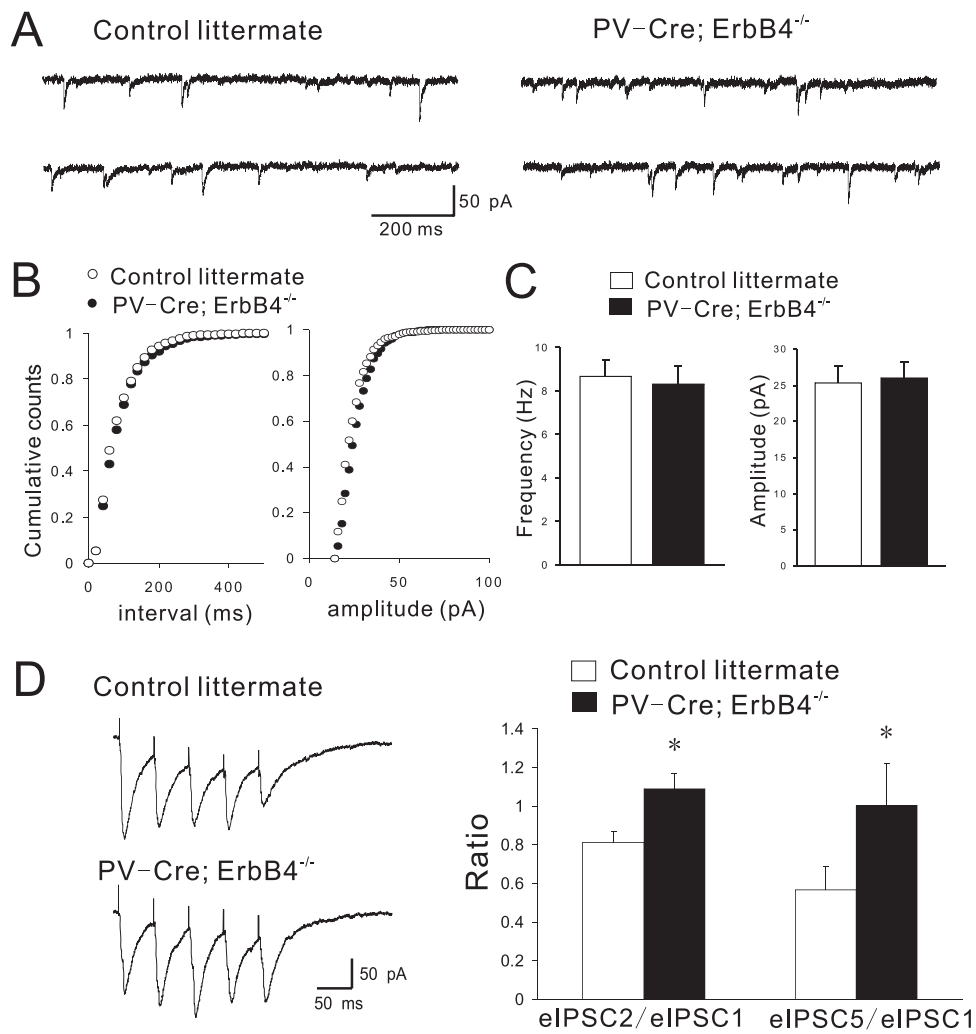 A
Control littermate
PV-Cre; ErbB4-/-
50 pA
200 ms
B
Control littermate
PV-Cre; ErbB4-/-
Cumulative counts
1
0.8
0.6
0.4
0.2
0
0
200
400
interval (ms)
1
0.8
0.6
0.4
0.2
0
0
50
100
amplitude (pA)
C
Control littermate
PV-Cre; ErbB4-/-
Frequency (Hz)
10
8
6
4
2
0
Amplitude (pA)
35
30
25
20
15
10
5
0
D
Control littermate
PV-Cre; ErbB4-/-
50 pA
50 ms
Control littermate
PV-Cre; ErbB4-/-
Ratio
1.4
1.2
1
0.8
0.6
0.4
0.2
0
*
*
eIPSC2/eIPSC1
eIPSC5/eIPSC1